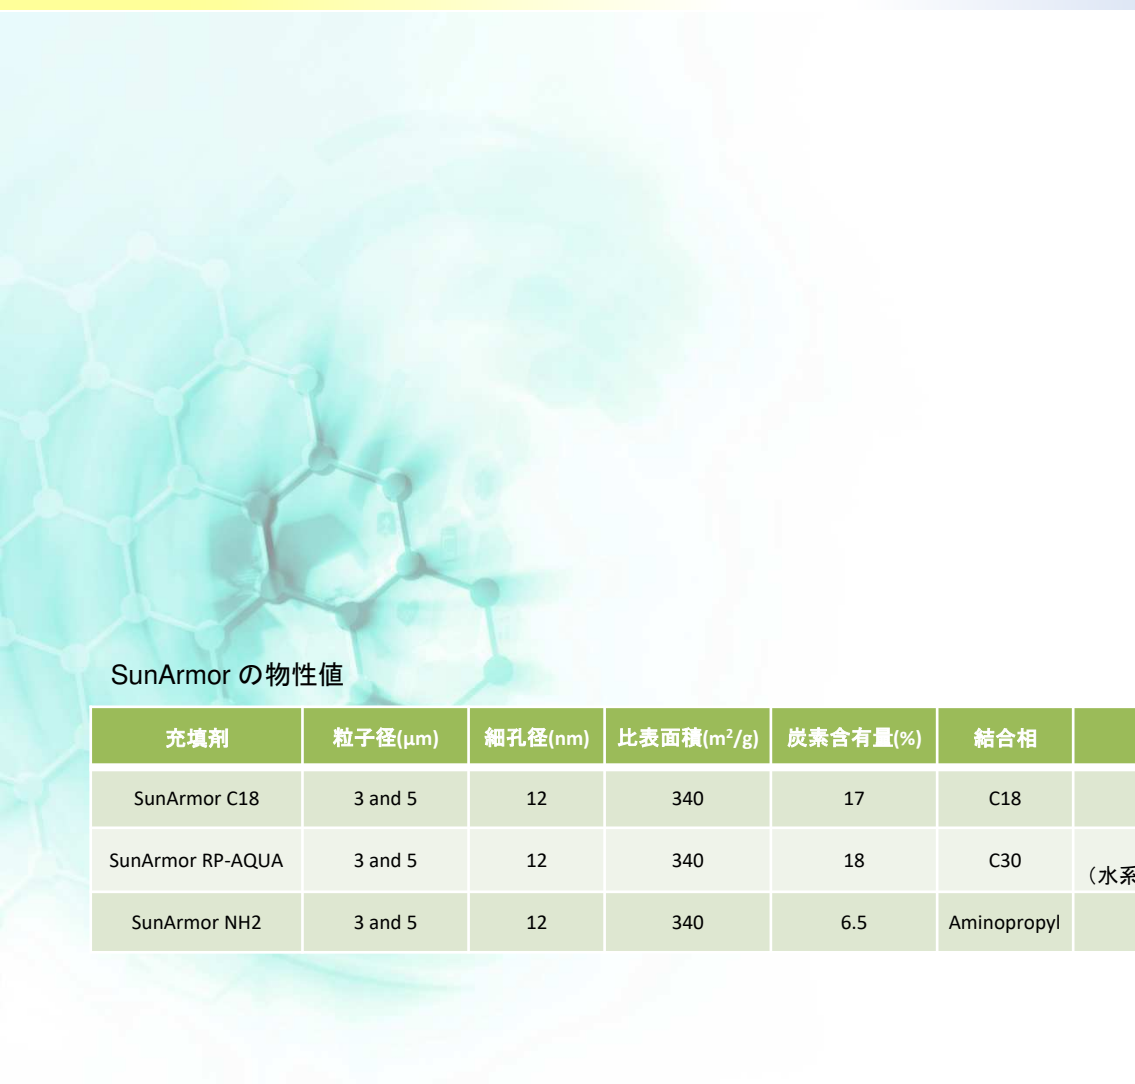 SunArmor の物性値
充填剤 粒子径(µm) 細孔径(nm) 比表面積(m²/g) 炭素含有量(%) 結合相
SunArmor C18 3 and 5 12 340 17 C18
SunArmor RP-AQUA 3 and 5 12 340 18 C30 （水系
SunArmor NH2 3 and 5 12 340 6.5 Aminopropyl